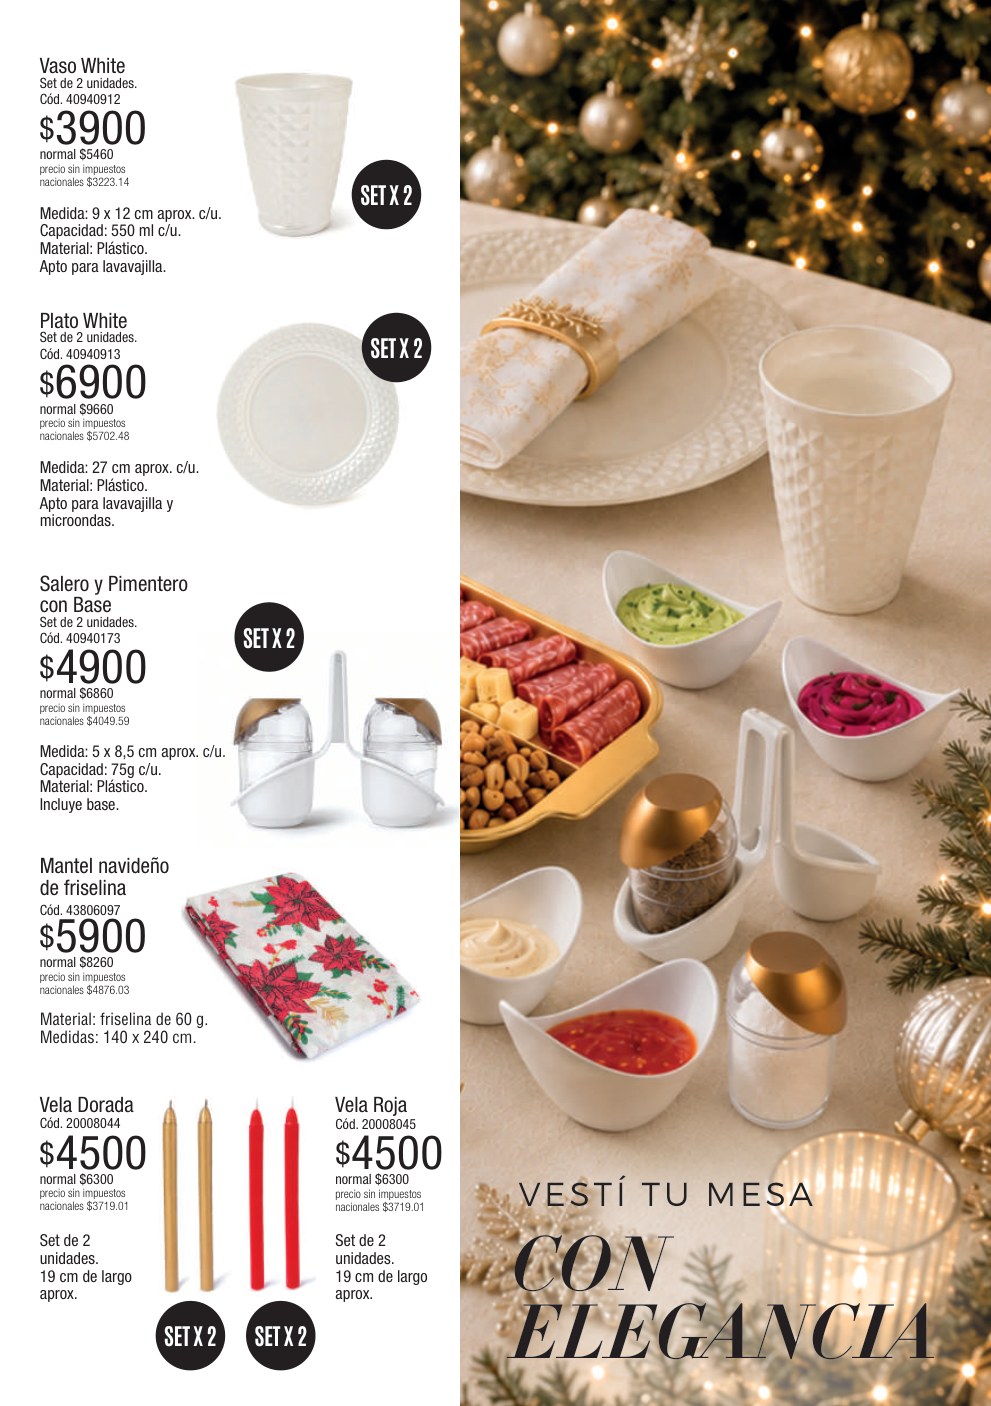 Vaso White
Set de 2 unidades.
Cód. 40940912
$3900
normal $5460
precio sin impuestos
nacionales $3223.14
Medida: 9 x 12 cm aprox. c/u.
Capacidad: 550 ml c/u.
Material: Plástico.
Apto para lavavajilla.
SET X 2
Plato White
Set de 2 unidades.
Cód. 40940913
$6900
normal $9660
precio sin impuestos
nacionales $5702.48
Medida: 27 cm aprox. c/u.
Material: Plástico.
Apto para lavavajilla y
microondas.
SET X 2
Salero y Pimentero
con Base
Set de 2 unidades.
Cód. 40940173
$4900
normal $6860
precio sin impuestos
nacionales $4049.59
Medida: 5 x 8,5 cm aprox. c/u.
Capacidad: 75g c/u.
Material: Plástico.
Incluye base.
SET X 2
Mantel navideño
de friselina
Cód. 43806097
$5900
normal $8260
precio sin impuestos
nacionales $4876.03
Material: friselina de 60 g.
Medidas: 140 x 240 cm.
Vela Dorada
Cód. 20008044
$4500
normal $6300
precio sin impuestos
nacionales $3719.01
Set de 2
unidades.
19 cm de largo
aprox.
SET X 2
Vela Roja
Cód. 20008045
$4500
normal $6300
precio sin impuestos
nacionales $3719.01
Set de 2
unidades.
19 cm de largo
aprox.
SET X 2
VESTÍ TU MESA
CON
ELEGANCIA